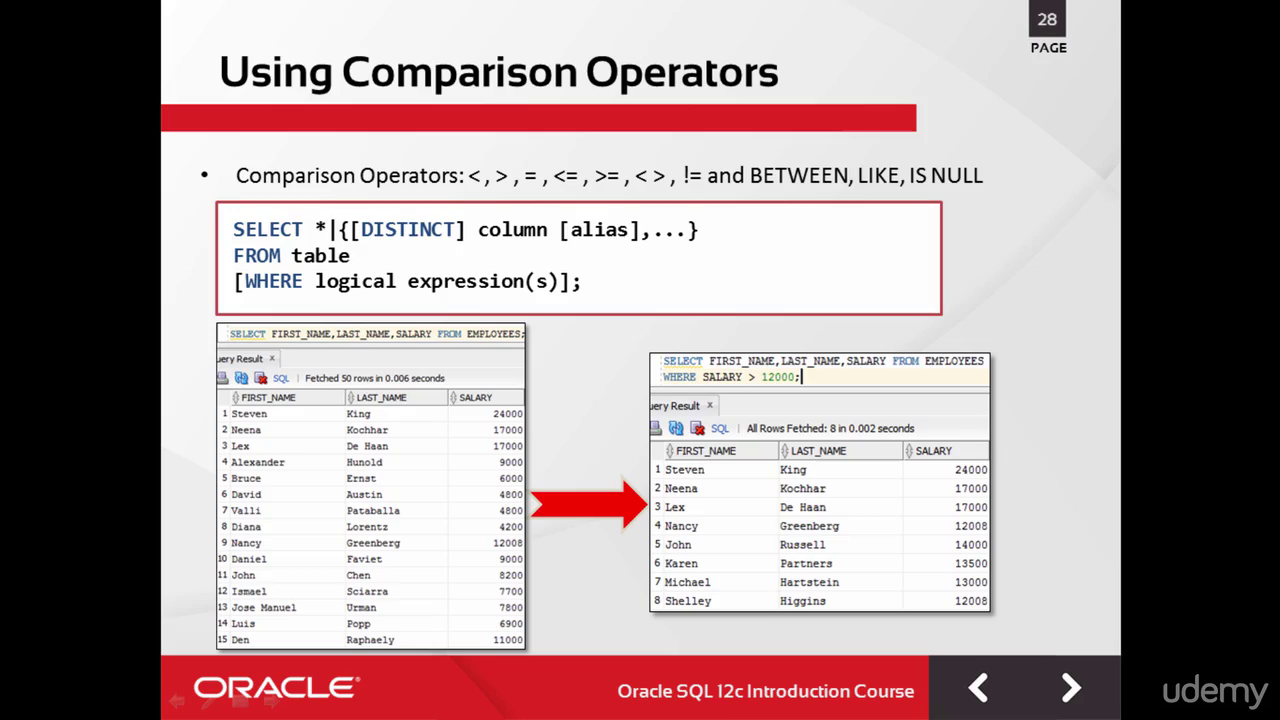 28
PAGE
Using Comparison Operators
• Comparison Operators: < , > , = , <= , >= , < > , != and BETWEEN, LIKE, IS NULL
SELECT *|{[DISTINCT] column [alias],...}
FROM table
[WHERE logical expression(s)];
SELECT FIRST_NAME,LAST_NAME,SALARY FROM EMPLOYEES;
uery Result x
SQL | Fetched 50 rows in 0.006 seconds
FIRST_NAME LAST_NAME SALARY
1 Steven King 24000
2 Neena Kochhar 17000
3 Lex De Haan 17000
4 Alexander Hunold 9000
5 Bruce Ernst 6000
6 David Austin 4800
7 Valli Pataballa 4800
8 Diana Lorentz 4200
9 Nancy Greenberg 12008
10 Daniel Faviet 9000
11 John Chen 8200
12 Ismael Sciarra 7700
13 Jose Manuel Urman 7800
14 Luis Popp 6900
15 Den Raphaely 11000
SELECT FIRST_NAME,LAST_NAME,SALARY FROM EMPLOYEES
WHERE SALARY > 12000;
uery Result x
SQL | All Rows Fetched: 8 in 0.002 seconds
FIRST_NAME LAST_NAME SALARY
1 Steven King 24000
2 Neena Kochhar 17000
3 Lex De Haan 17000
4 Nancy Greenberg 12008
5 John Russell 14000
6 Karen Partners 13500
7 Michael Hartstein 13000
8 Shelley Higgins 12008
ORACLE®
Oracle SQL 12c Introduction Course
udemy